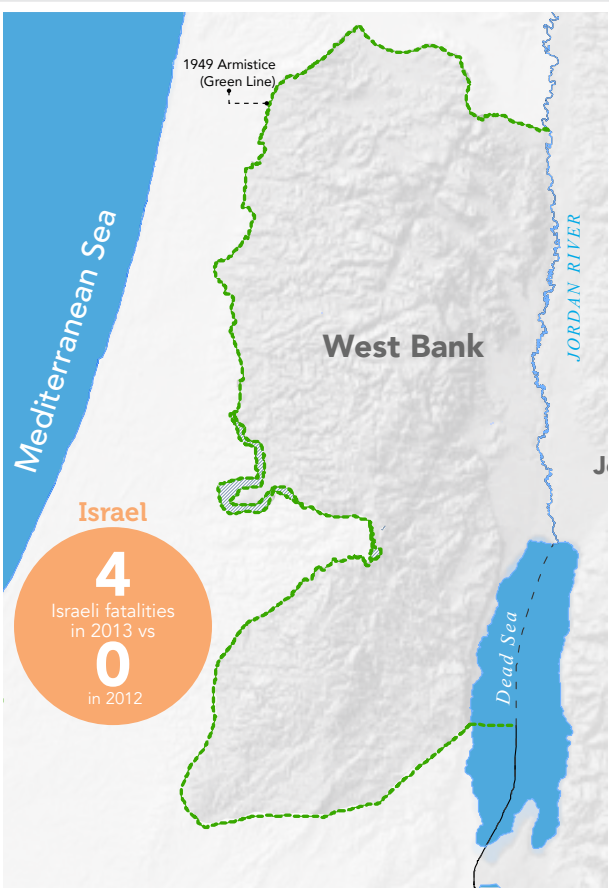 1949 Armistice
(Green Line)
Mediterranean Sea
JORDAN RIVER
West Bank
Israel
4
Israeli fatalities
in 2013 vs
0
in 2012
Dead Sea